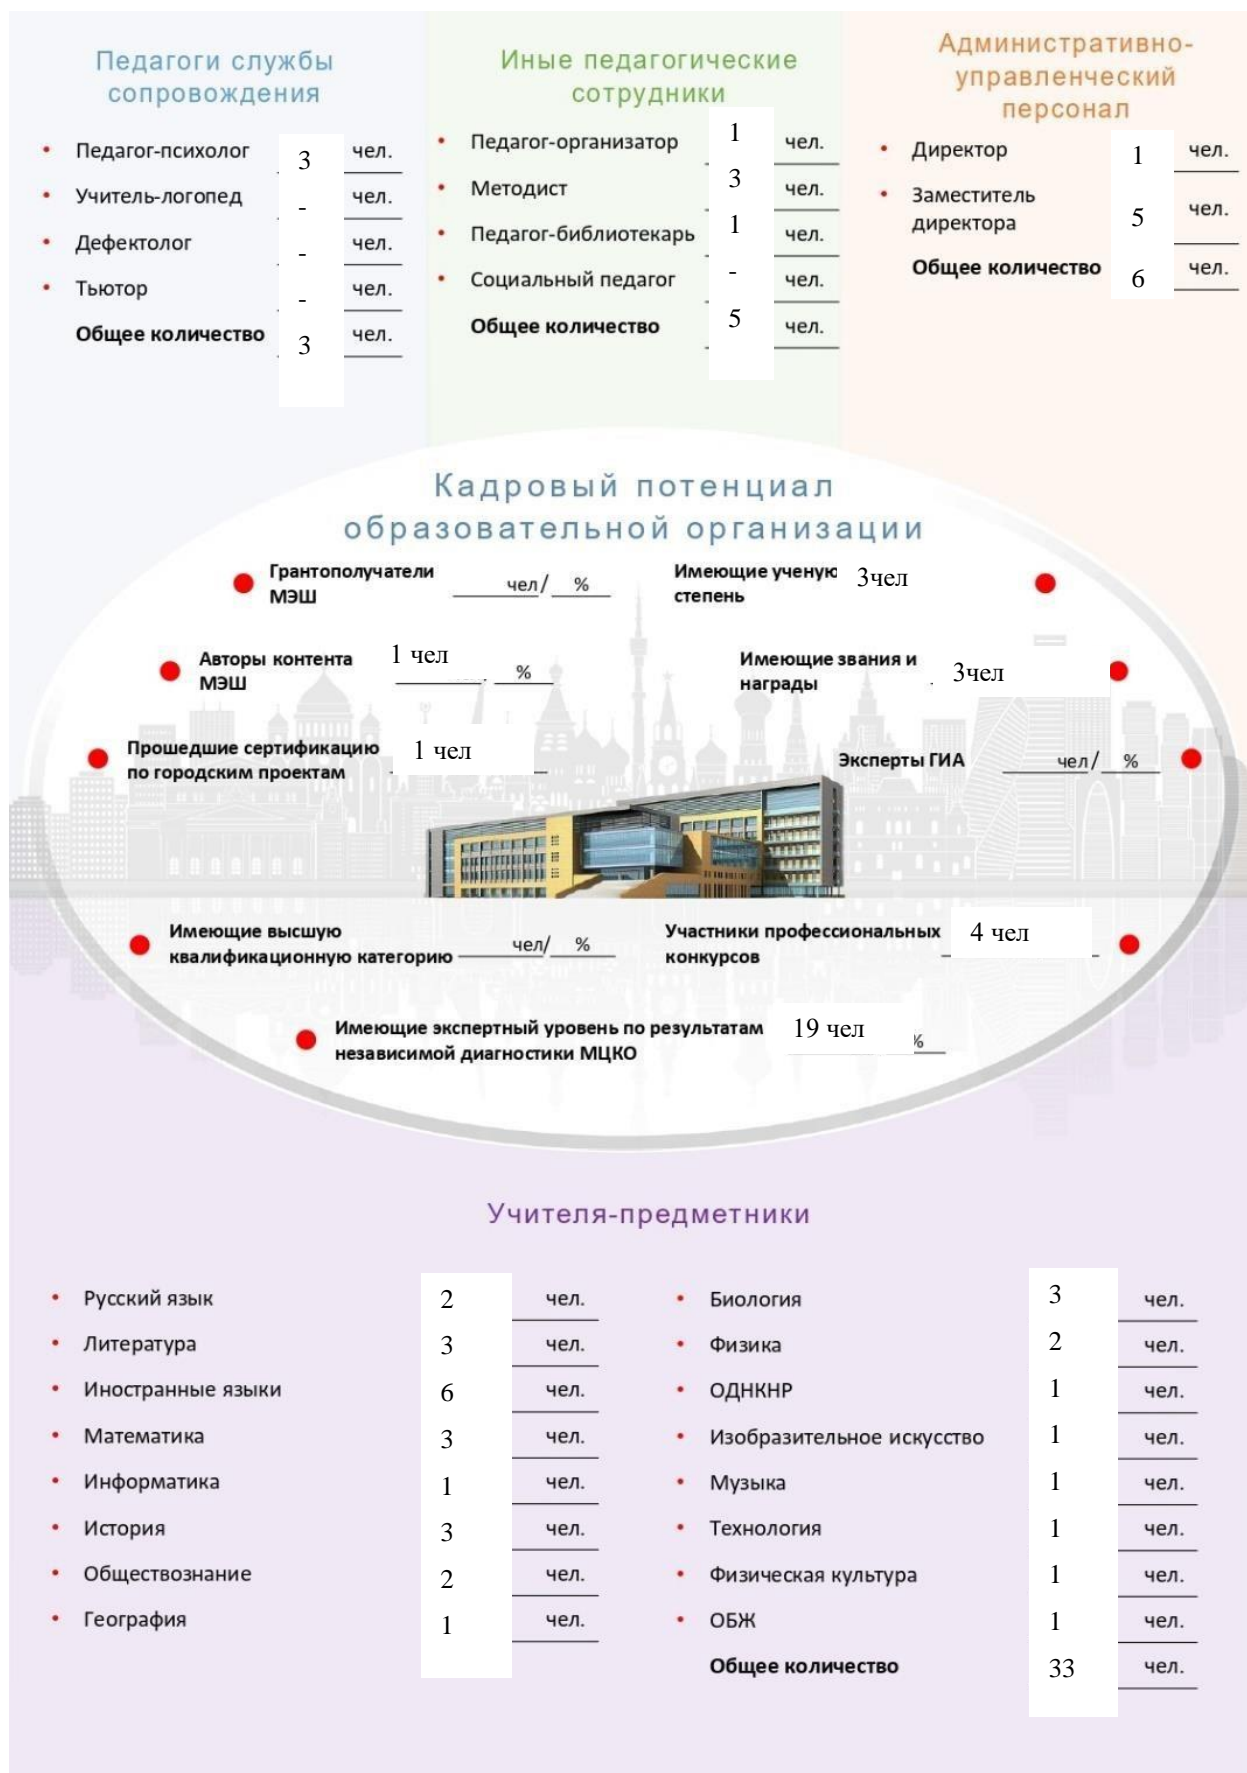 Педагоги службы
сопровождения
• Педагог-психолог 3 чел.
• Учитель-логопед - чел.
• Дефектолог - чел.
• Тьютор - чел.
Общее количество 3 чел.
Иные педагогические
сотрудники
• Педагог-организатор 1 чел.
• Методист 3 чел.
• Педагог-библиотекарь 1 чел.
• Социальный педагог - чел.
Общее количество 5 чел.
Административно-
управленческий
персонал
• Директор 1 чел.
• Заместитель
директора 5 чел.
Общее количество 6 чел.
Кадровый потенциал
образовательной организации
Грантополучатели
МЭШ чел/ %
Имеющие ученую 3чел
степень
Авторы контента 1 чел
МЭШ %
Имеющие звания и
награды 3чел
Прошедшие сертификацию 1 чел
по городским проектам
Эксперты ГИА чел/ %
Имеющие высшую
квалификационную категорию чел/ %
Участники профессиональных 4 чел
конкурсов
Имеющие экспертный уровень по результатам 19 чел
независимой диагностики МЦКО %
Учителя-предметники
• Русский язык 2 чел.
• Литература 3 чел.
• Иностранные языки 6 чел.
• Математика 3 чел.
• Информатика 1 чел.
• История 3 чел.
• Обществознание 2 чел.
• География 1 чел.
• Биология 3 чел.
• Физика 2 чел.
• ОДНКНР 1 чел.
• Изобразительное искусство 1 чел.
• Музыка 1 чел.
• Технология 1 чел.
• Физическая культура 1 чел.
• ОБЖ 1 чел.
Общее количество 33 чел.